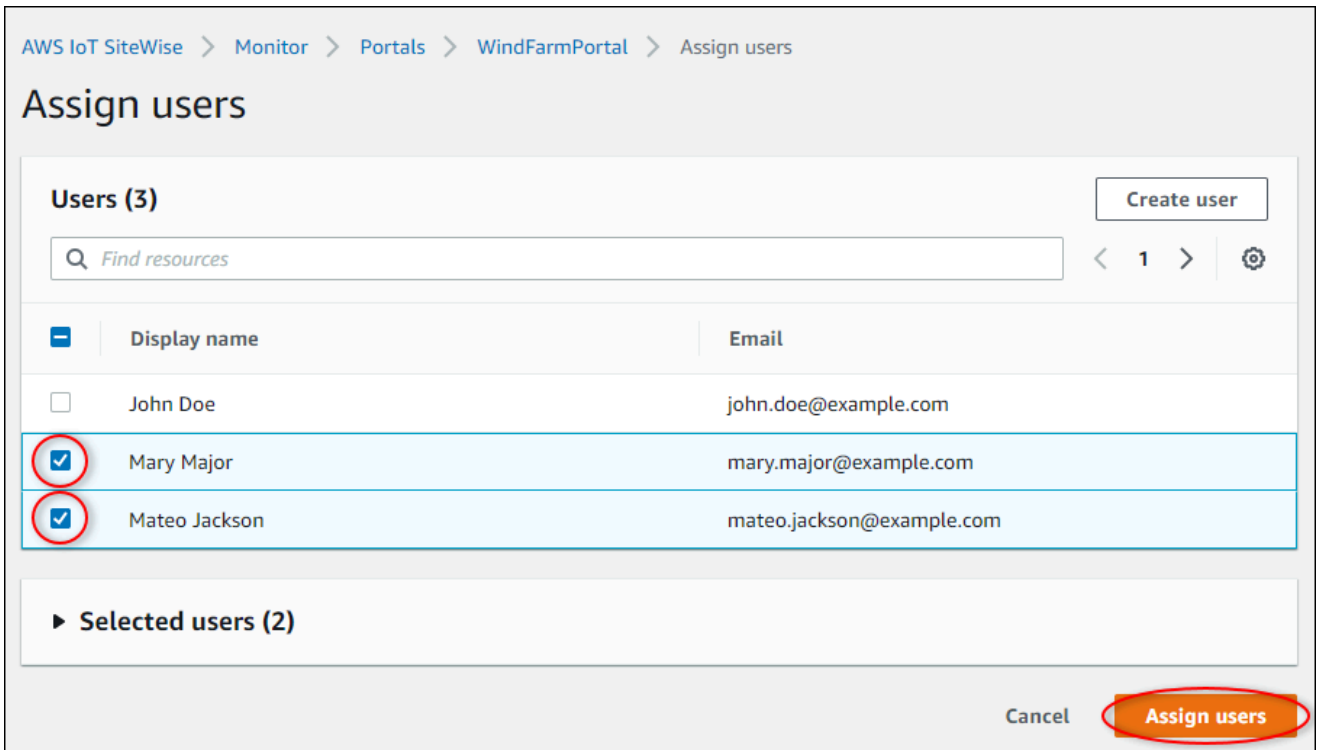 AWS IoT SiteWise > Monitor > Portals > WindFarmPortal > Assign users
Assign users
Users (3)
Create user
Find resources
< 1 >
Display name Email
John Doe john.doe@example.com
Mary Major mary.major@example.com
Mateo Jackson mateo.jackson@example.com
Selected users (2)
Cancel Assign users